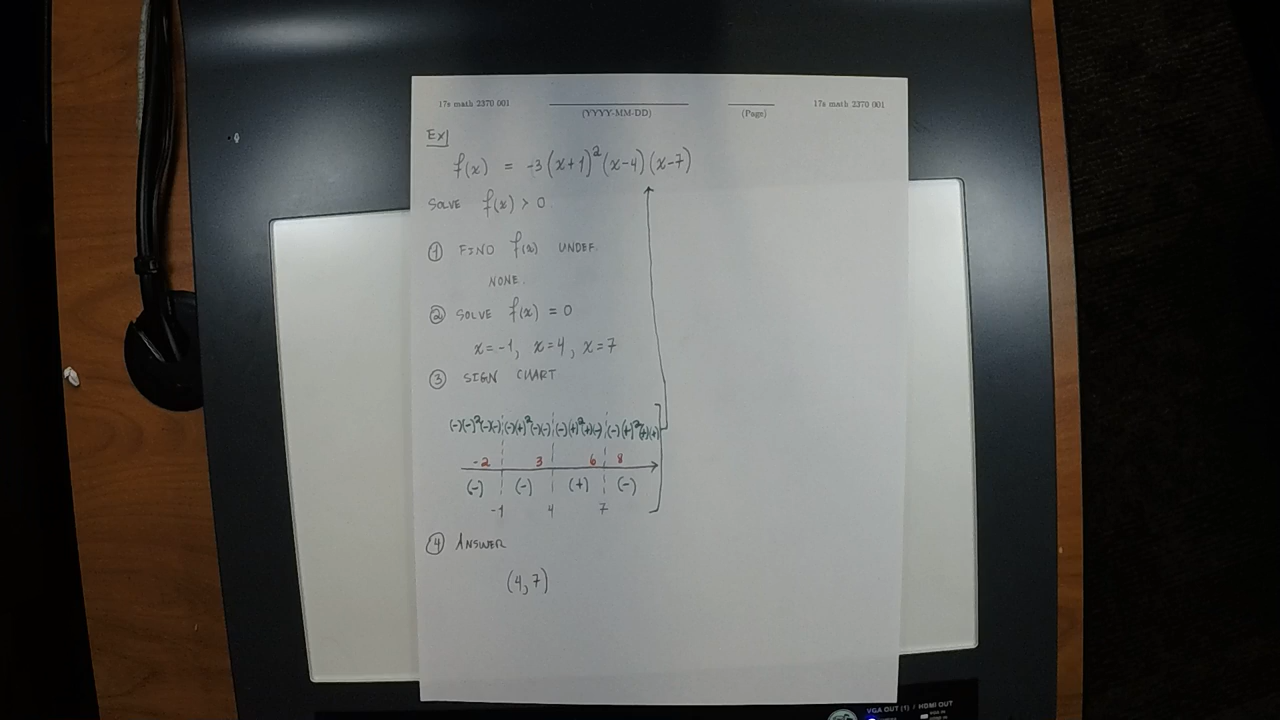 17s math 2370 001 (YYYY-MM-DD) (Page) 17s math 2370 001
Ex
f(x) = -3(x+1)²(x-4)(x-7)
SOLVE f(x) > 0.
① FIND f(x) UNDEF.
NONE.
② SOLVE f(x) = 0
x=-1, x=4, x=7
③ SIGN CHART
(-)(-)²(-)(-) (-)(+)²(-)(-) (-)(+)²(+)(-) (-)(+)²(+)(+)
-2 3 6 8
(-) (-) (+) (-)
-1 4 7
④ ANSWER
(4,7)
VGA OUT (1) / HDMI OUT